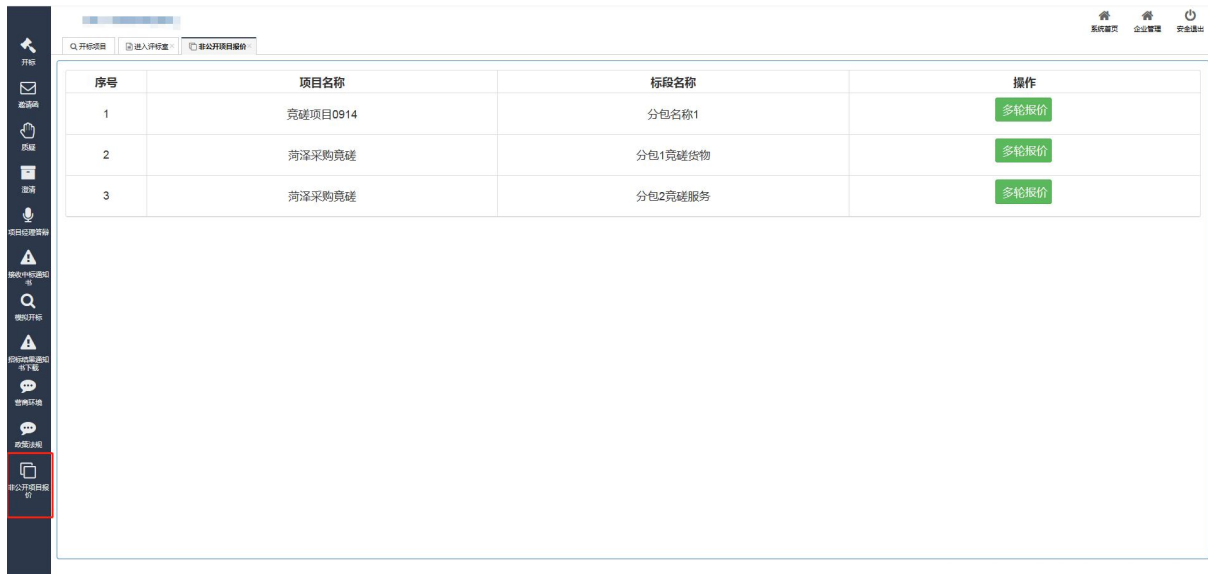 系统首页 企业管理 安全退出
开标项目 进入评标室× 非公开项目报价×
开标
邀请函
质疑
澄清
项目经理答辩
接收中标通知
书
模拟开标
招标结果通知
书下载
营商环境
政策法规
非公开项目报
价
序号 项目名称 标段名称 操作
1 竞磋项目0914 分包名称1 多轮报价
2 菏泽采购竟磋 分包1竞磋货物 多轮报价
3 菏泽采购竟磋 分包2竞磋服务 多轮报价